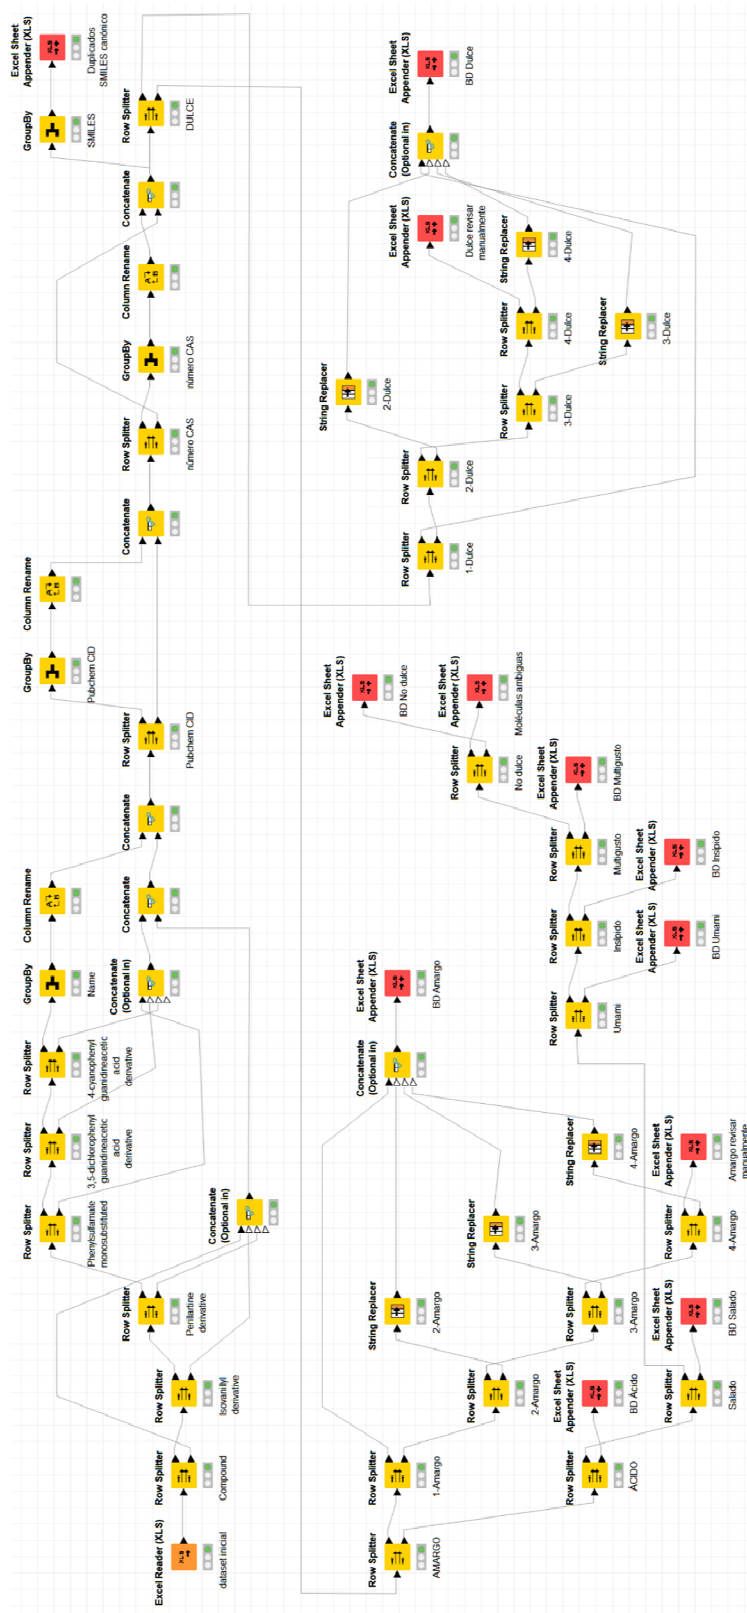 Excel Reader (XLS)
dataset inicial
Row Splitter
Compound
Row Splitter
Isovanillyl
derivative
Row Splitter
Perillartine
derivative
Row Splitter
Phenylsulfamate
monosubstituted
Row Splitter
3,5-dichlorophenyl
guanidineacetic
acid
derivative
Row Splitter
4-cyanophenyl
guanidineacetic
acid
derivative
GroupBy
Name
Column Rename
Concatenate
(Optional in)
Concatenate
(Optional in)
Concatenate
Concatenate
Row Splitter
Pubchem CID
GroupBy
Pubchem CID
Column Rename
Concatenate
Row Splitter
número CAS
GroupBy
número CAS
Column Rename
Concatenate
GroupBy
SMILES
Excel Sheet
Appender (XLS)
Duplicados
SMILES canónico
Row Splitter
DULCE
Row Splitter
1-Dulce
Row Splitter
2-Dulce
String Replacer
2-Dulce
Row Splitter
3-Dulce
String Replacer
3-Dulce
Row Splitter
4-Dulce
String Replacer
4-Dulce
Excel Sheet
Appender (XLS)
Dulce revisar
manualmente
Concatenate
(Optional in)
Excel Sheet
Appender (XLS)
BD Dulce
Row Splitter
AMARGO
Row Splitter
1-Amargo
Row Splitter
2-Amargo
String Replacer
2-Amargo
Row Splitter
3-Amargo
String Replacer
3-Amargo
Row Splitter
4-Amargo
String Replacer
4-Amargo
Excel Sheet
Appender (XLS)
Amargo revisar
manualmente
Concatenate
(Optional in)
Excel Sheet
Appender (XLS)
BD Amargo
Row Splitter
ÁCIDO
Excel Sheet
Appender (XLS)
BD Ácido
Row Splitter
Salado
Excel Sheet
Appender (XLS)
BD Salado
Row Splitter
Umami
Excel Sheet
Appender (XLS)
BD Umami
Row Splitter
Insípido
Excel Sheet
Appender (XLS)
BD Insípido
Row Splitter
Multigusto
Excel Sheet
Appender (XLS)
BD Multigusto
Row Splitter
No dulce
Excel Sheet
Appender (XLS)
BD No dulce
Excel Sheet
Appender (XLS)
Moléculas ambiguas